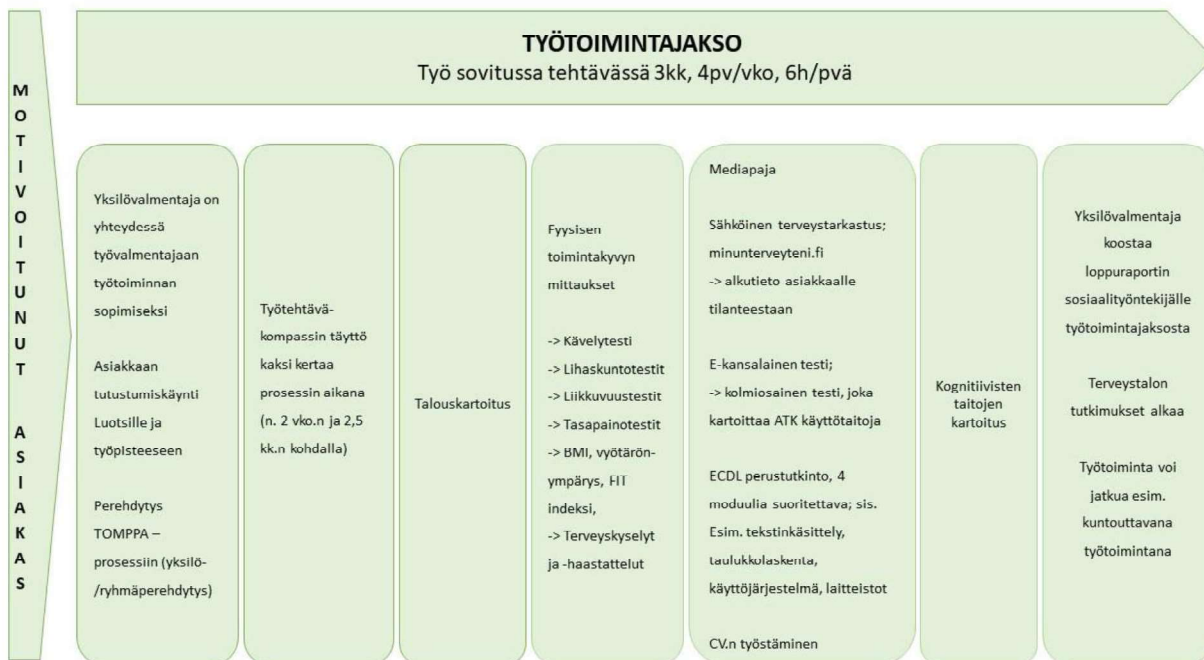 MOTIVOITUNUT ASIAKAS
TYÖTOIMINTAJAKSO
Työ sovitussa tehtävässä 3kk, 4pv/vko, 6h/pvä
Yksilövalmentaja on
yhteydessä
työvalmentajaan
työtoiminnan
sopimiseksi
Asiakkaan
tutustumiskäynti
Luotsille ja
työpisteeseen
Perehdytys
TOMPPA –
prosessiin (yksilö-
/ryhmäperehdytys)
Työtehtävä-
kompassin täyttö
kaksi kertaa
prosessin aikana
(n. 2 vko.n ja 2,5
kk.n kohdalla)
Talouskartoitus
Fyysisen
toimintakyvyn
mittaukset
-> Kävelytesti
-> Lihaskuntotestit
-> Liikkuvuustestit
-> Tasapainotestit
-> BMI, vyötärön-
ympärys, FIT
indeksi,
-> Terveyskyselyt
ja -haastattelut
Mediapaja
Sähköinen terveystarkastus;
minunterveyteni.fi
-> alkutieto asiakkaalle
tilanteestaan
E-kansalainen testi;
-> kolmiosainen testi, joka
kartoittaa ATK käyttötaitoja
ECDL perustutkinto, 4
moduulia suoritettava; sis.
Esim. tekstinkäsittely,
taulukkolaskenta,
käyttöjärjestelmä, laitteistot
CV.n työstäminen
Kognitiivisten
taitojen
kartoitus
Yksilövalmentaja
koostaa
loppuraportin
sosiaalityöntekijälle
työtoimintajaksosta
Terveystalon
tutkimukset alkaa
Työtoiminta voi
jatkua esim.
kuntouttavana
työtoimintana